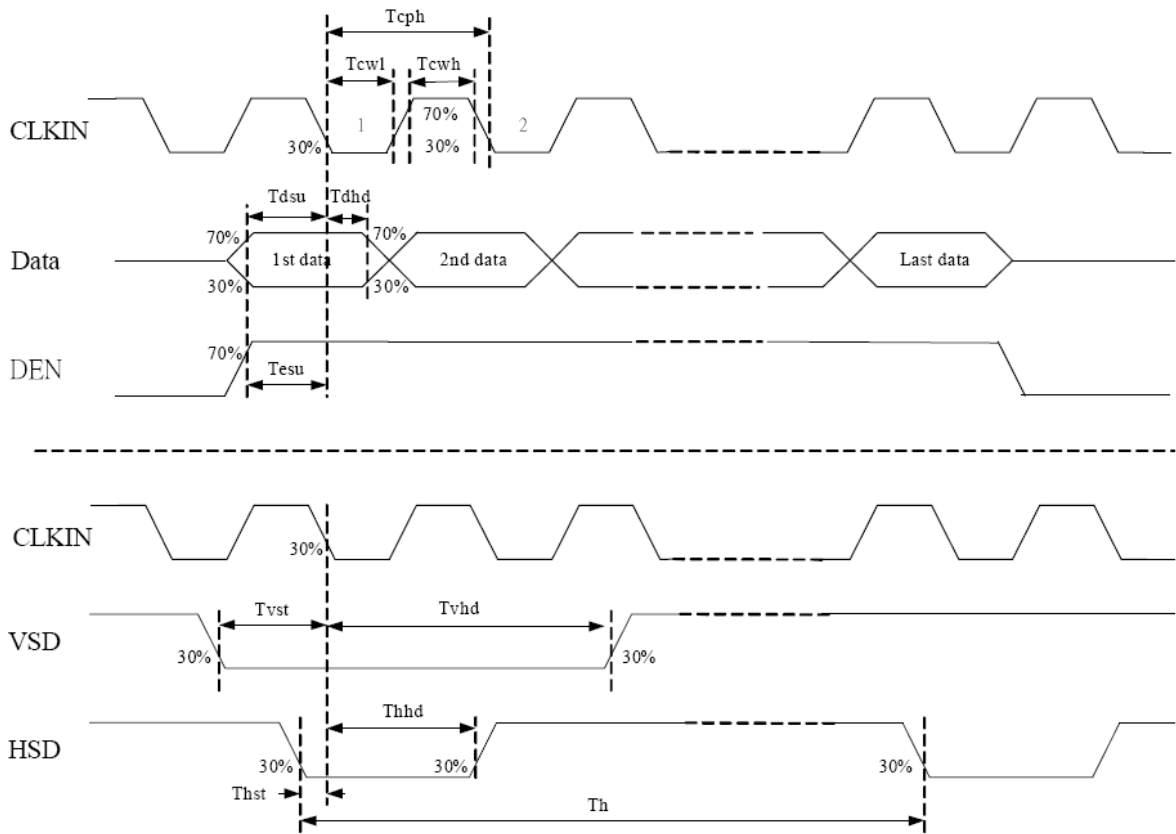 Tcph
Tcwl Tcwh
CLKIN 30% 1 70% 30% 2
Tdsu Tdhd
70% 70%
Data 1st data 2nd data Last data
30% 30%
DEN 70%
Tesu
CLKIN 30%
Tvst Tvhd
VSD 30% 30%
Thhd
HSD 30% 30% 30%
Thst
Th